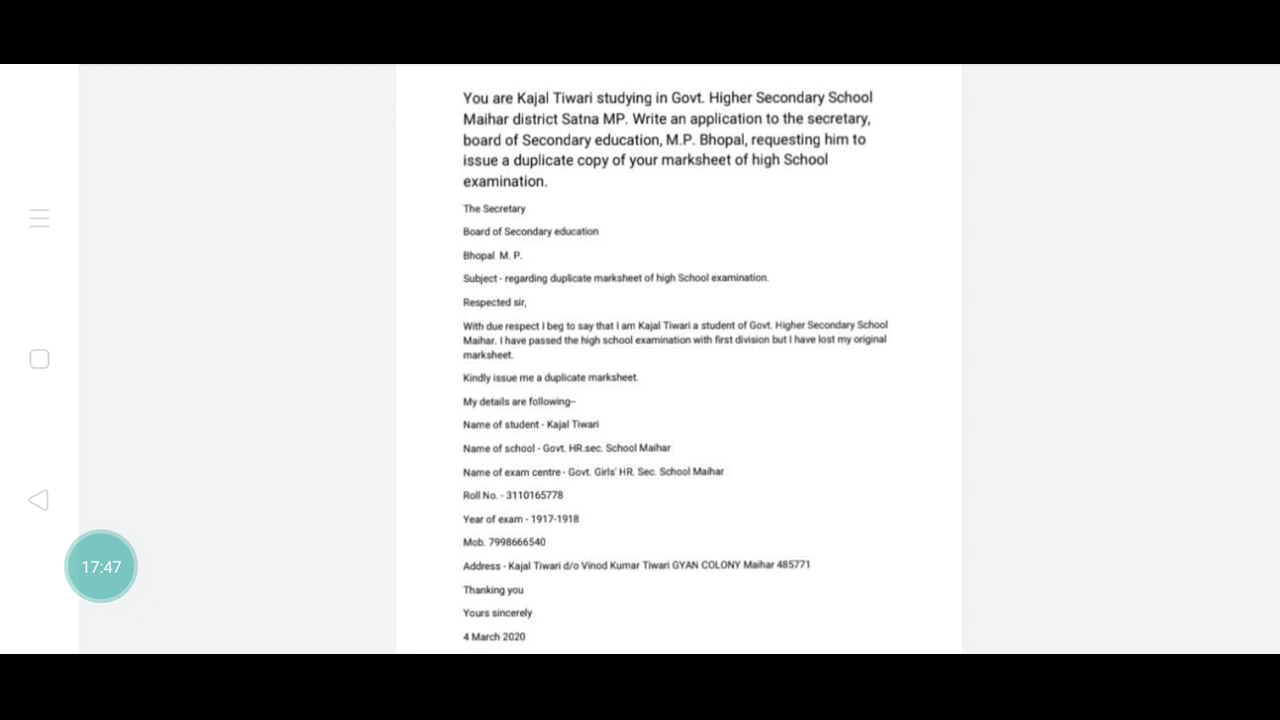 You are Kajal Tiwari studying in Govt. Higher Secondary School
Maihar district Satna MP. Write an application to the secretary,
board of Secondary education, M.P. Bhopal, requesting him to
issue a duplicate copy of your marksheet of high School
examination.
The Secretary
Board of Secondary education
Bhopal M. P.
Subject - regarding duplicate marksheet of high School examination.
Respected sir,
With due respect I beg to say that I am Kajal Tiwari a student of Govt. Higher Secondary School
Maihar. I have passed the high school examination with first division but I have lost my original
marksheet.
Kindly issue me a duplicate marksheet.
My details are following--
Name of student - Kajal Tiwari
Name of school - Govt. HR.sec. School Maihar
Name of exam centre - Govt. Girls' HR. Sec. School Maihar
Roll No. - 3110165778
Year of exam - 1917-1918
Mob. 7998666540
Address - Kajal Tiwari d/o Vinod Kumar Tiwari GYAN COLONY Maihar 485771
Thanking you
Yours sincerely
4 March 2020
17:47